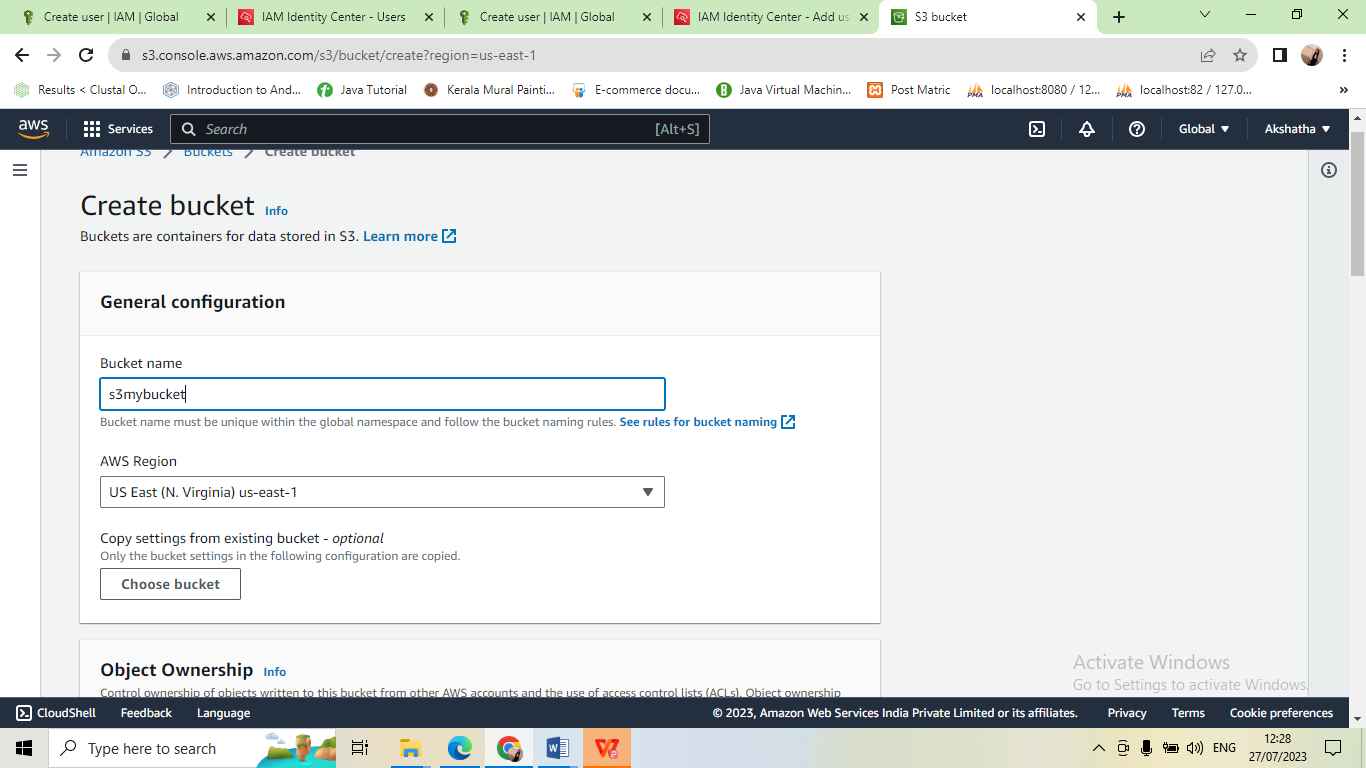 Create user | IAM | Global
IAM Identity Center - Users
Create user | IAM | Global
IAM Identity Center - Add us
S3 bucket
s3.console.aws.amazon.com/s3/bucket/create?region=us-east-1
Results < Clustal O...
Introduction to And...
Java Tutorial
Kerala Mural Painti...
E-commerce docu...
Java Virtual Machin...
Post Matric
localhost:8080 / 12...
localhost:82 / 127.0...
aws
Services
Search
[Alt+S]
Global
Akshatha
Amazon S3
Buckets
Create bucket
Create bucket Info
Buckets are containers for data stored in S3. Learn more
General configuration
Bucket name
s3mybucket
Bucket name must be unique within the global namespace and follow the bucket naming rules. See rules for bucket naming
AWS Region
US East (N. Virginia) us-east-1
Copy settings from existing bucket - optional
Only the bucket settings in the following configuration are copied.
Choose bucket
Object Ownership Info
Control ownership of objects written to this bucket from other AWS accounts and the use of access control lists (ACLs). Object ownership
Activate Windows
Go to Settings to activate Windows.
CloudShell
Feedback
Language
© 2023, Amazon Web Services India Private Limited or its affiliates.
Privacy
Terms
Cookie preferences
Type here to search
ENG
12:28
27/07/2023